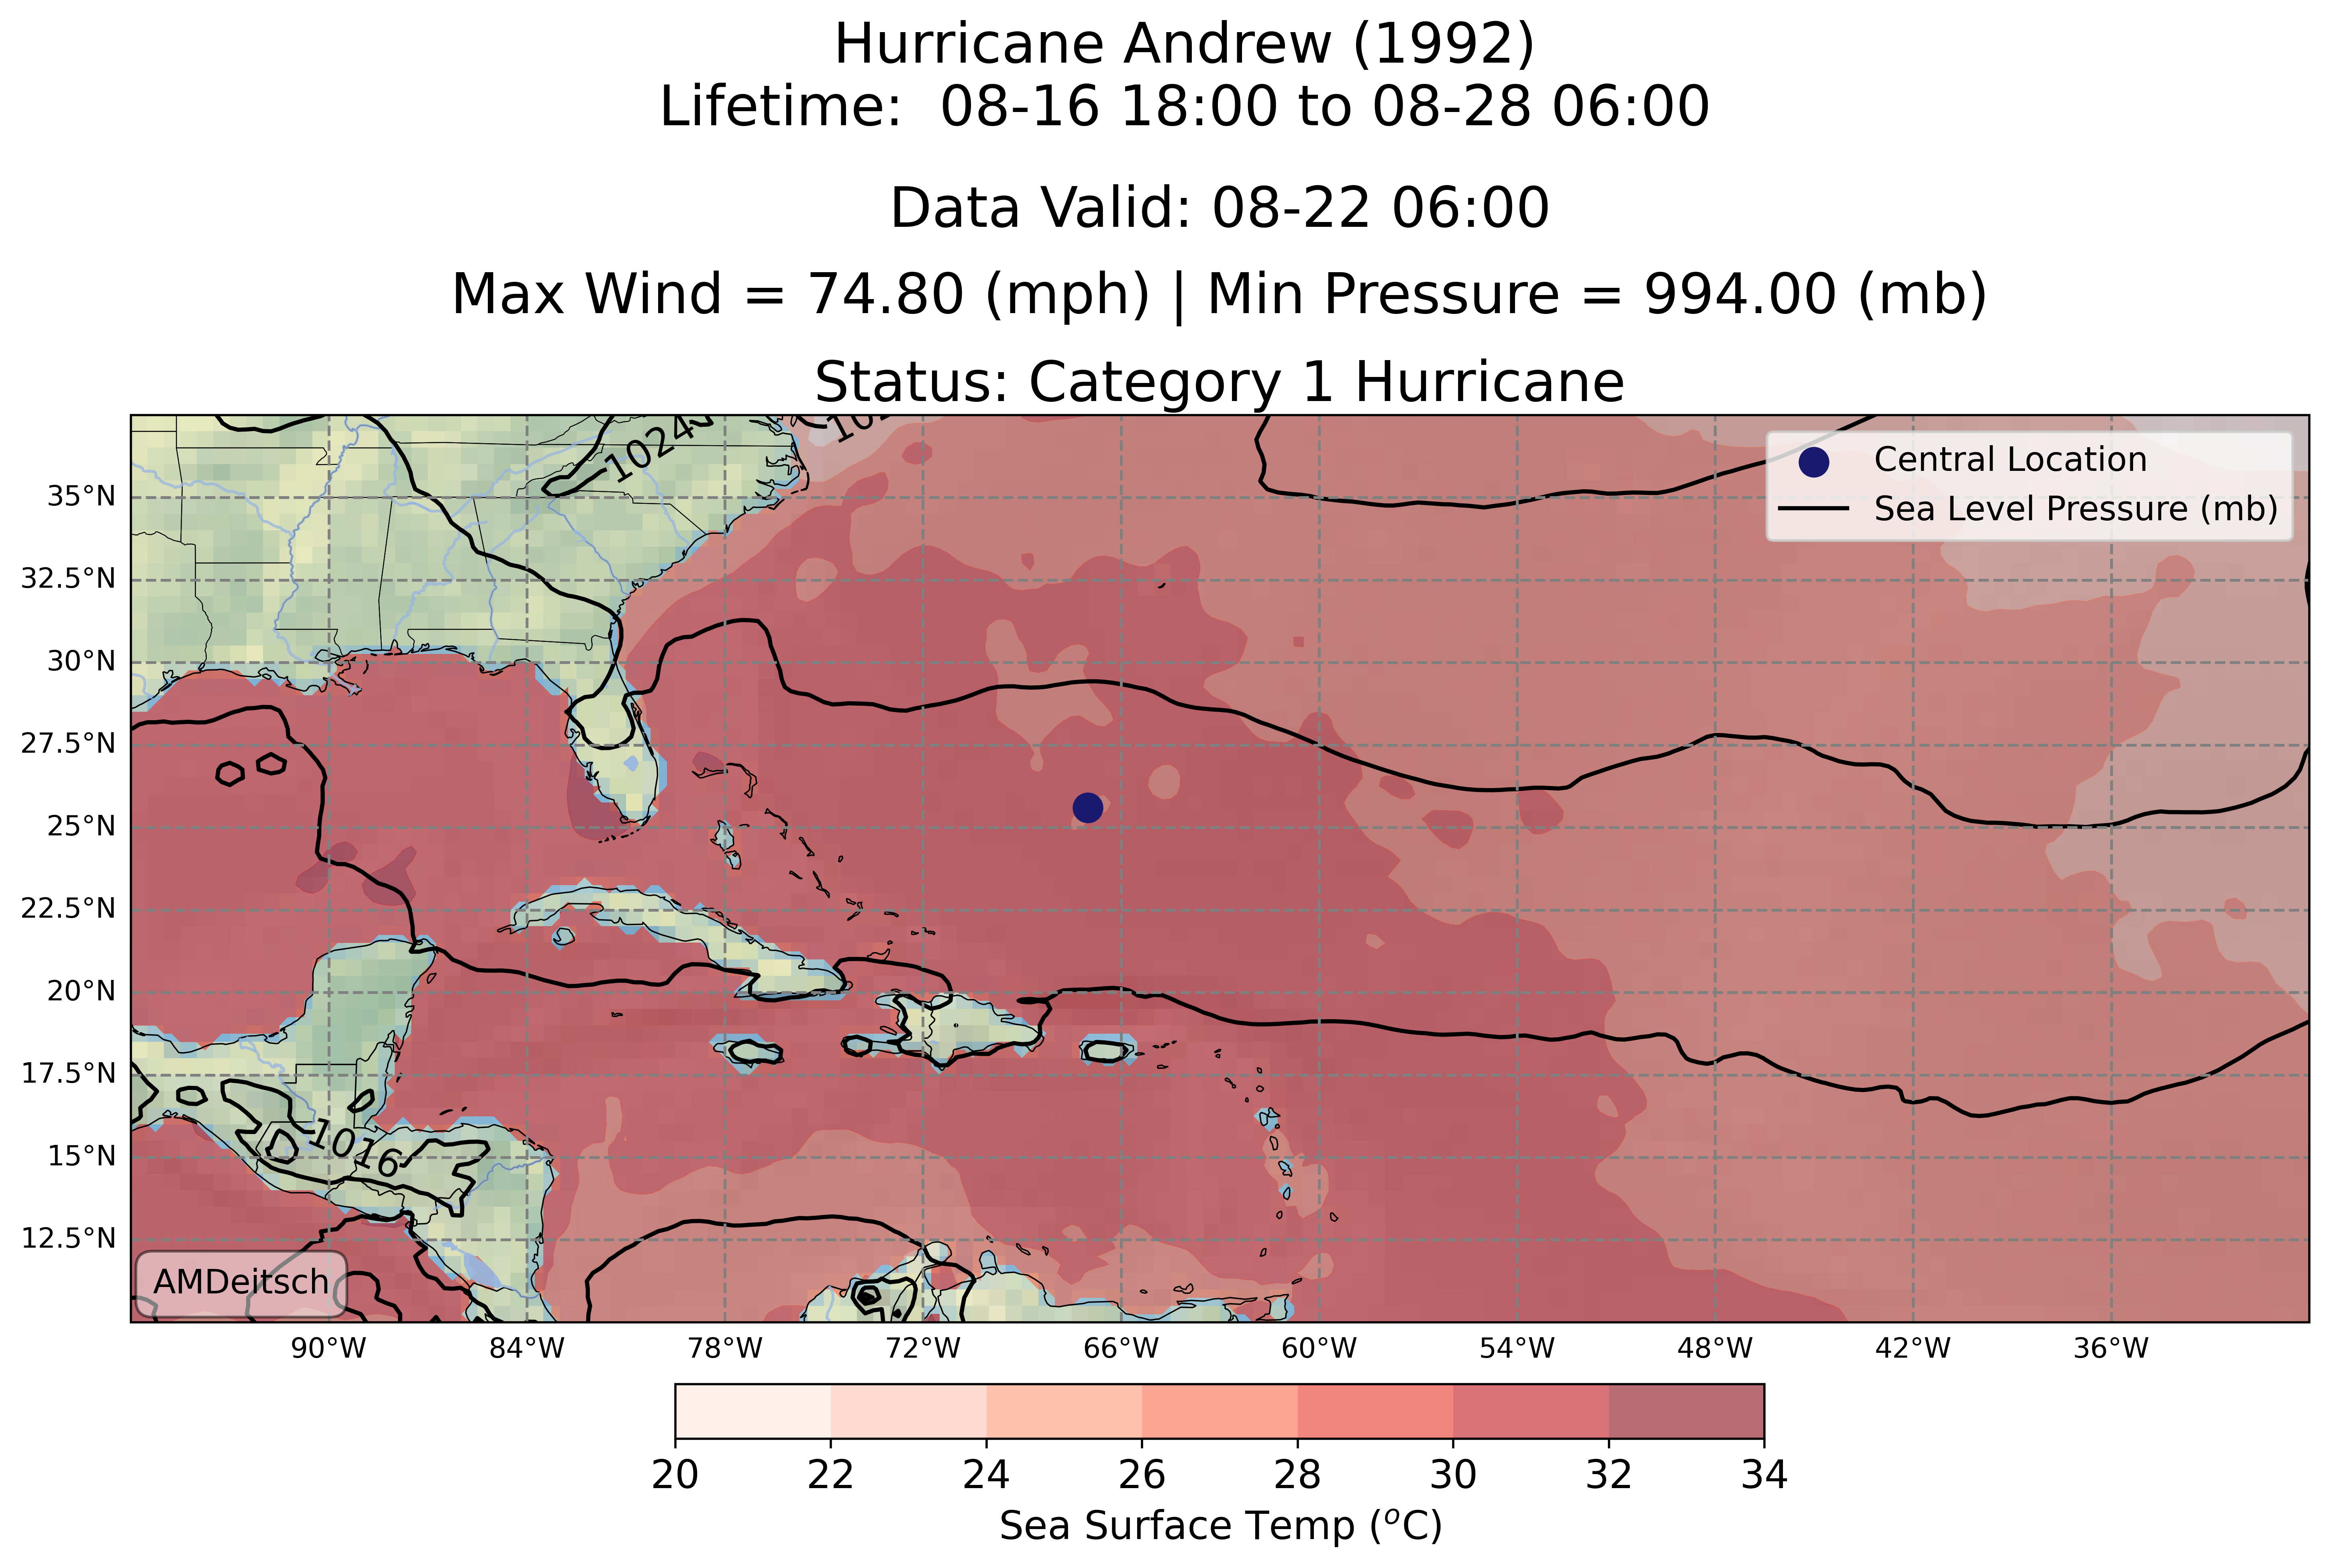 Hurricane Andrew (1992)
Lifetime:  08-16 18:00 to 08-28 06:00
Data Valid: 08-22 06:00
Max Wind = 74.80 (mph) | Min Pressure = 994.00 (mb)
Status: Category 1 Hurricane
1024
Central Location
Sea Level Pressure (mb)
35°N
32.5°N
30°N
27.5°N
25°N
22.5°N
20°N
17.5°N
1016
15°N
12.5°N
AMDeitsch
90°W 84°W 78°W 72°W 66°W 60°W 54°W 48°W 42°W 36°W
20 22 24 26 28 30 32 34
Sea Surface Temp (°C)